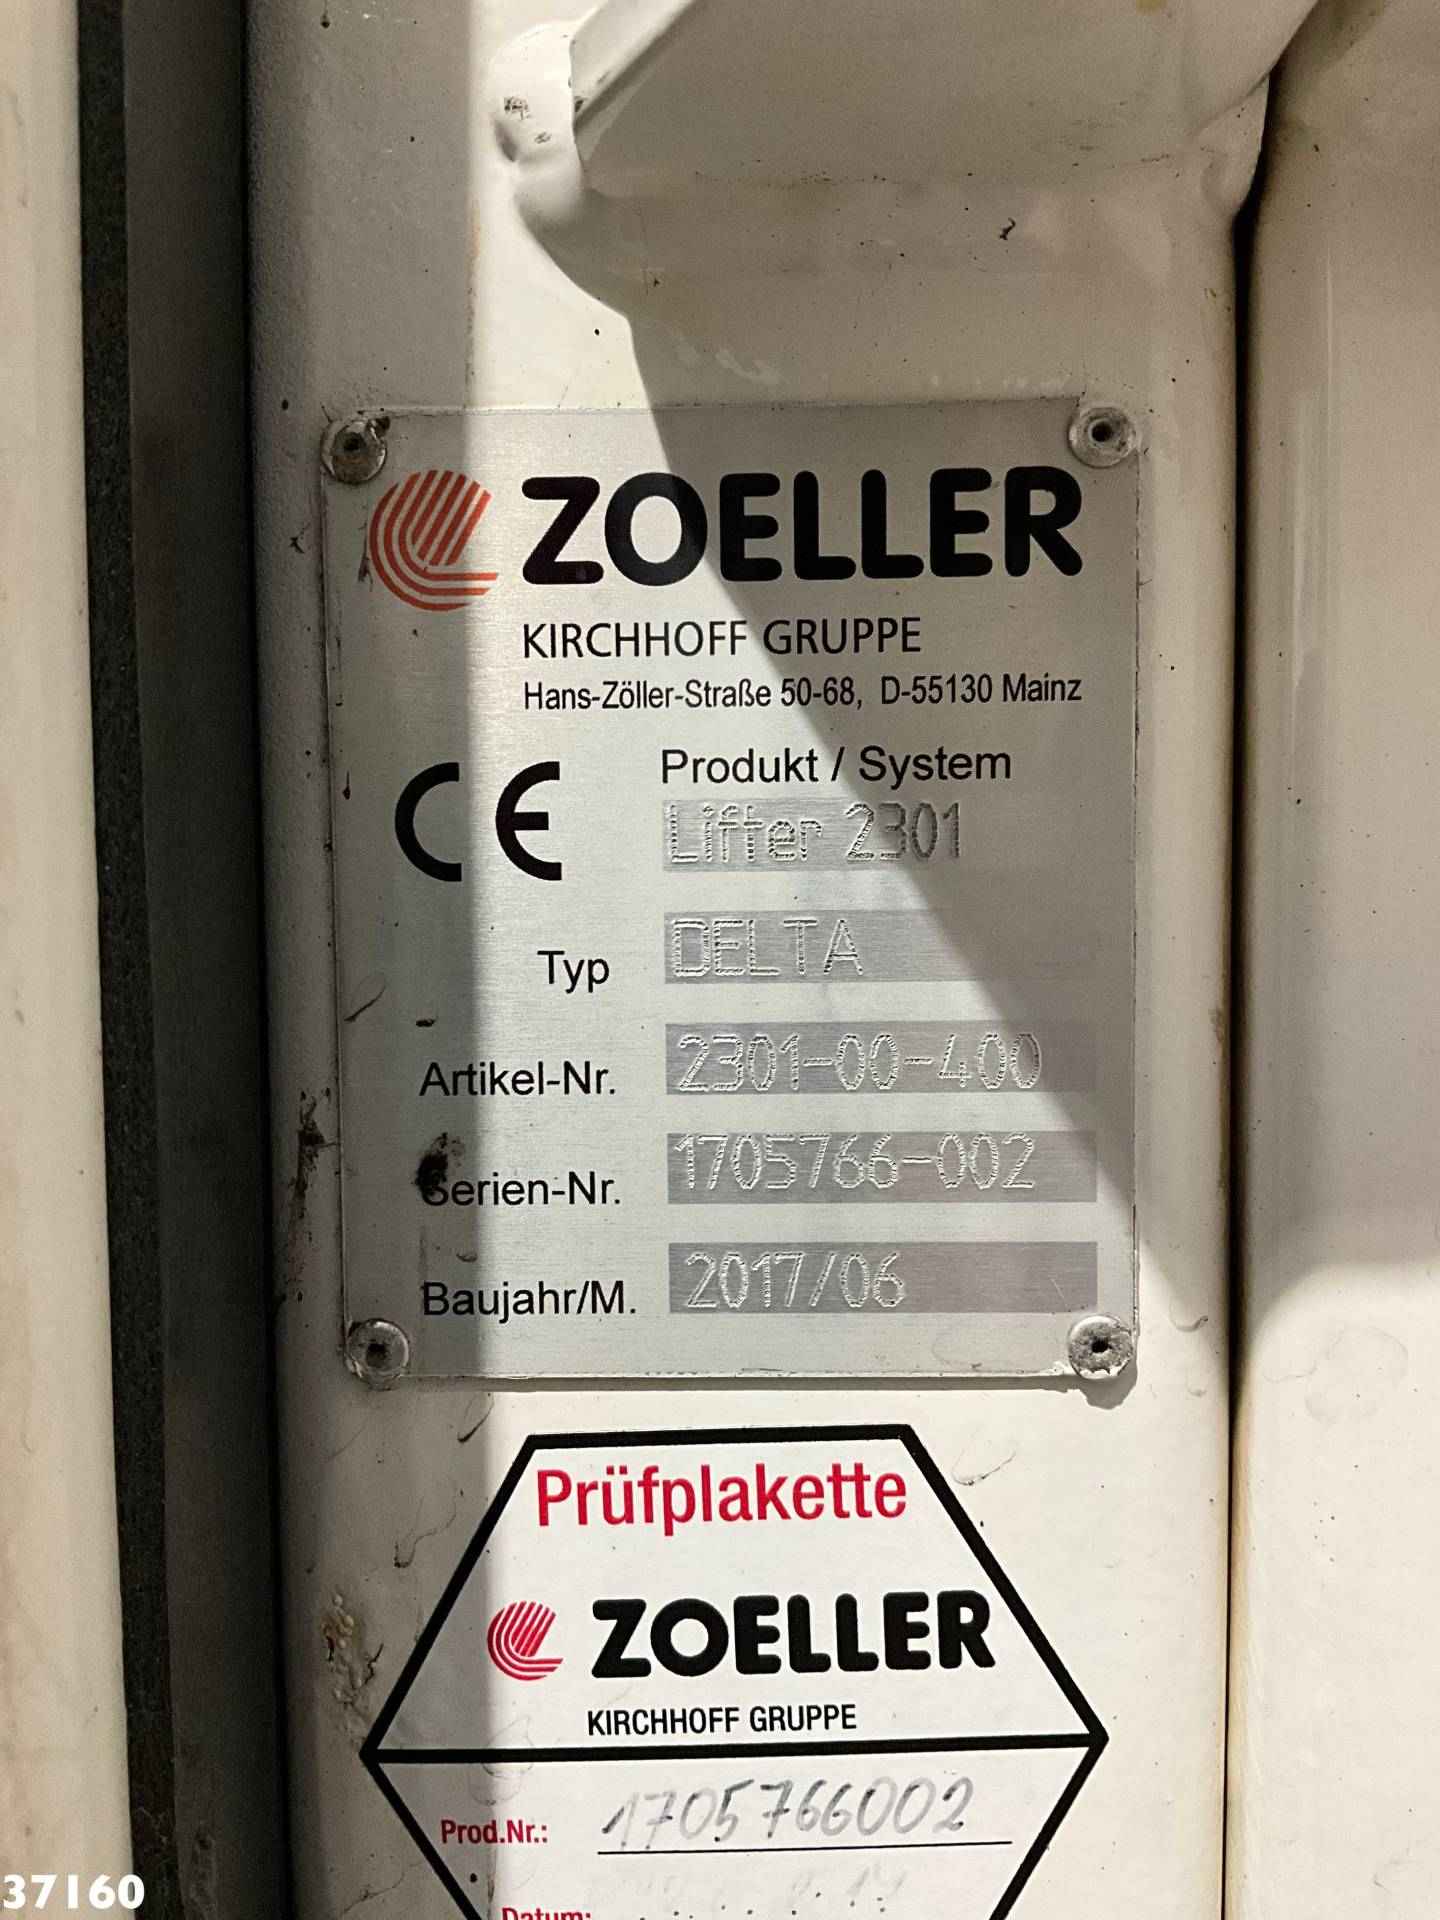 ZOELLER
KIRCHHOFF GRUPPE
Hans-Zöller-Straße 50-68, D-55130 Mainz
CE
Produkt / System
Lifter 2301
Typ DELTA
Artikel-Nr. 2301-00-400
Serien-Nr. 1705766-002
Baujahr/M. 2017/06
Prüfplakette
ZOELLER
KIRCHHOFF GRUPPE
Prod.Nr.: 1705766002
Datum:
37160